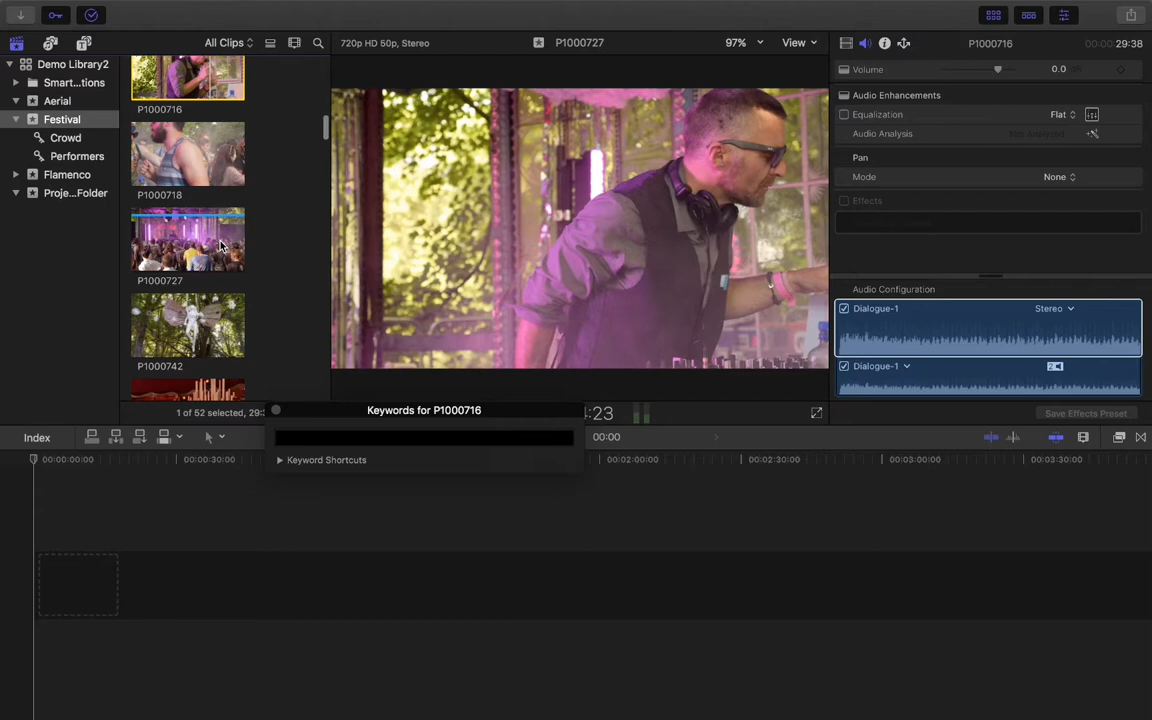 All Clips
720p HD 50p, Stereo
P1000727
97%
View
P1000716
29:38
Demo Library2
Smart...tions
Aerial
Festival
Crowd
Performers
Flamenco
Proje...Folder
P1000716
P1000718
P1000727
P1000742
Volume
0.0
Audio Enhancements
Equalization
Flat
Audio Analysis
Pan
Mode
None
Effects
Audio Configuration
Dialogue-1
Stereo
Dialogue-1
2
Save Effects Preset
1 of 52 selected, 29:
4:23
Keywords for P1000716
Keyword Shortcuts
Index
00:00
00:00:00:00
00:00:30:00
00:02:00:00
00:02:30:00
00:03:00:00
00:03:30:00